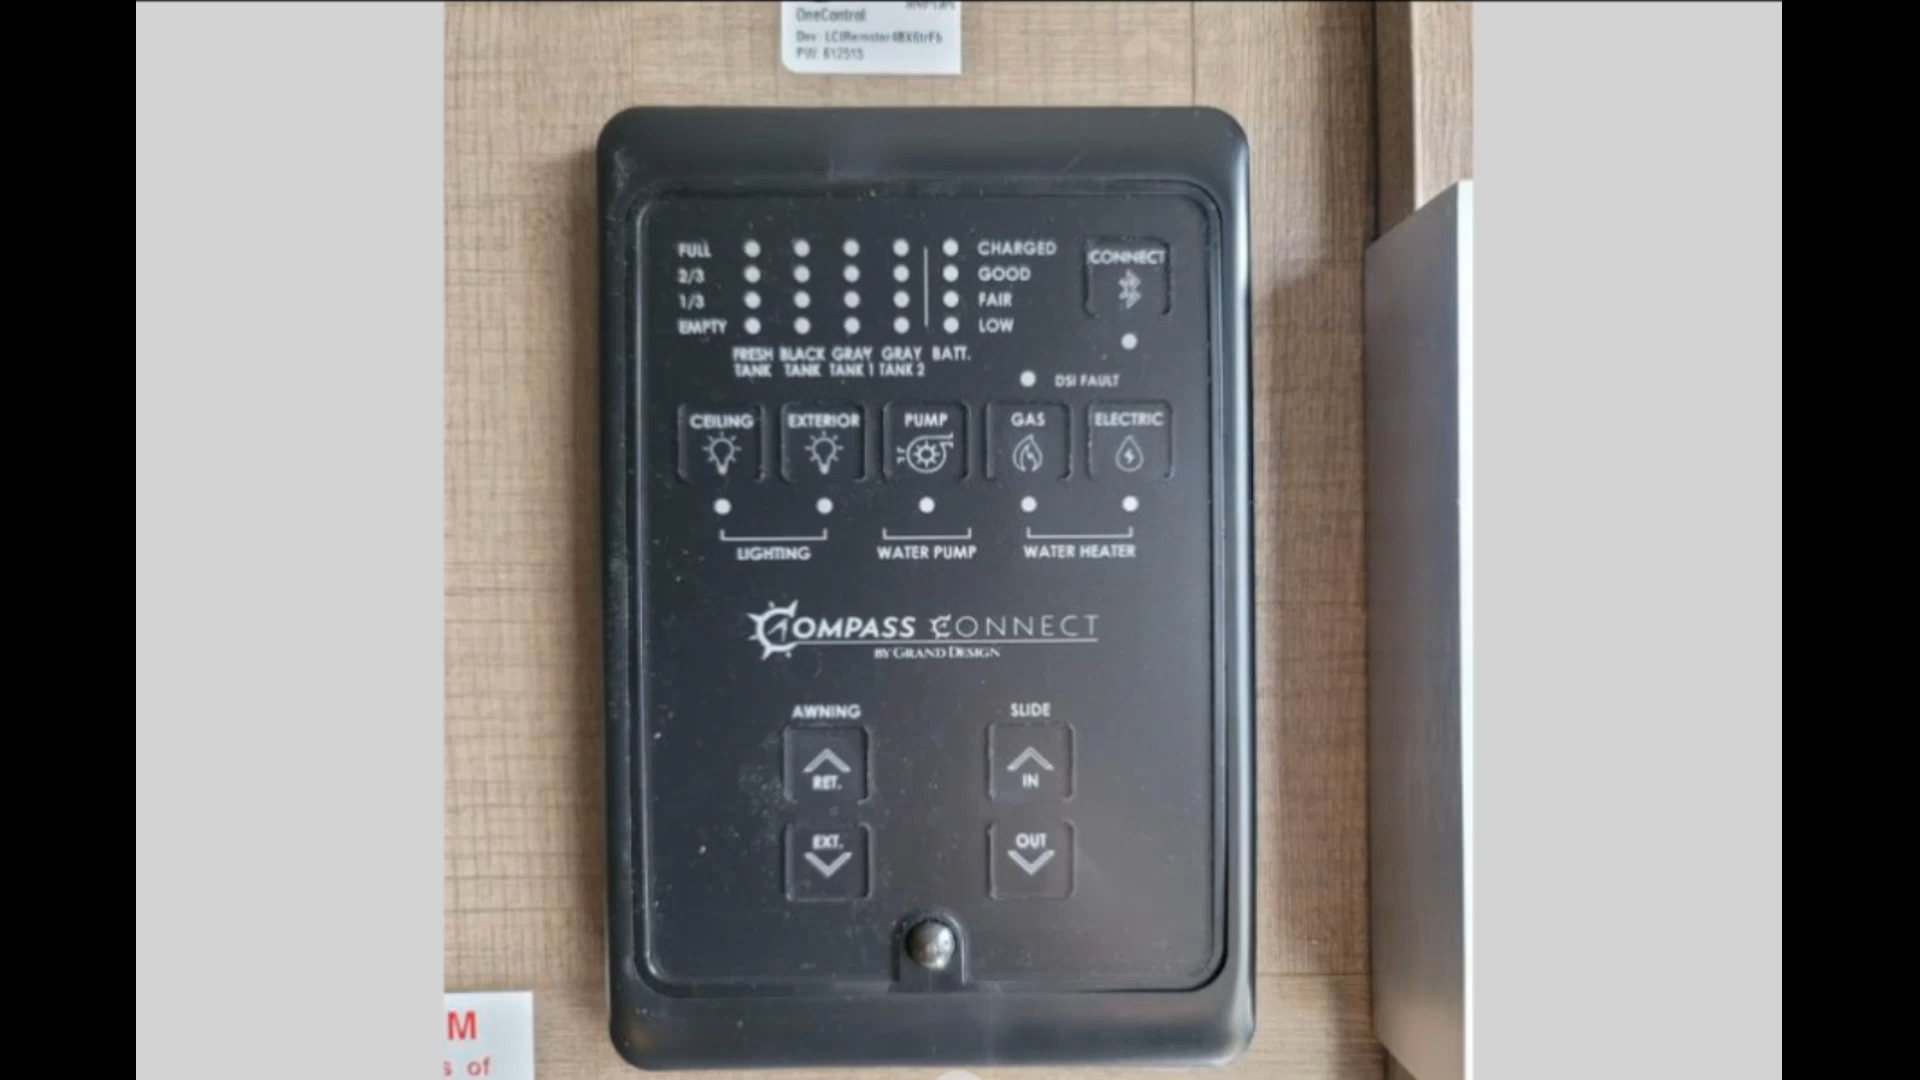 OneControl
PW: 612515
FULL CHARGED
2/3 GOOD
1/3 FAIR
EMPTY LOW
CONNECT
FRESH TANK BLACK TANK GRAY TANK 1 GRAY TANK 2 BATT.
DSI FAULT
CEILING EXTERIOR PUMP GAS ELECTRIC
LIGHTING WATER PUMP WATER HEATER
COMPASS CONNECT
BY GRAND DESIGN
AWNING SLIDE
RET. IN
EXT. OUT
M
s of